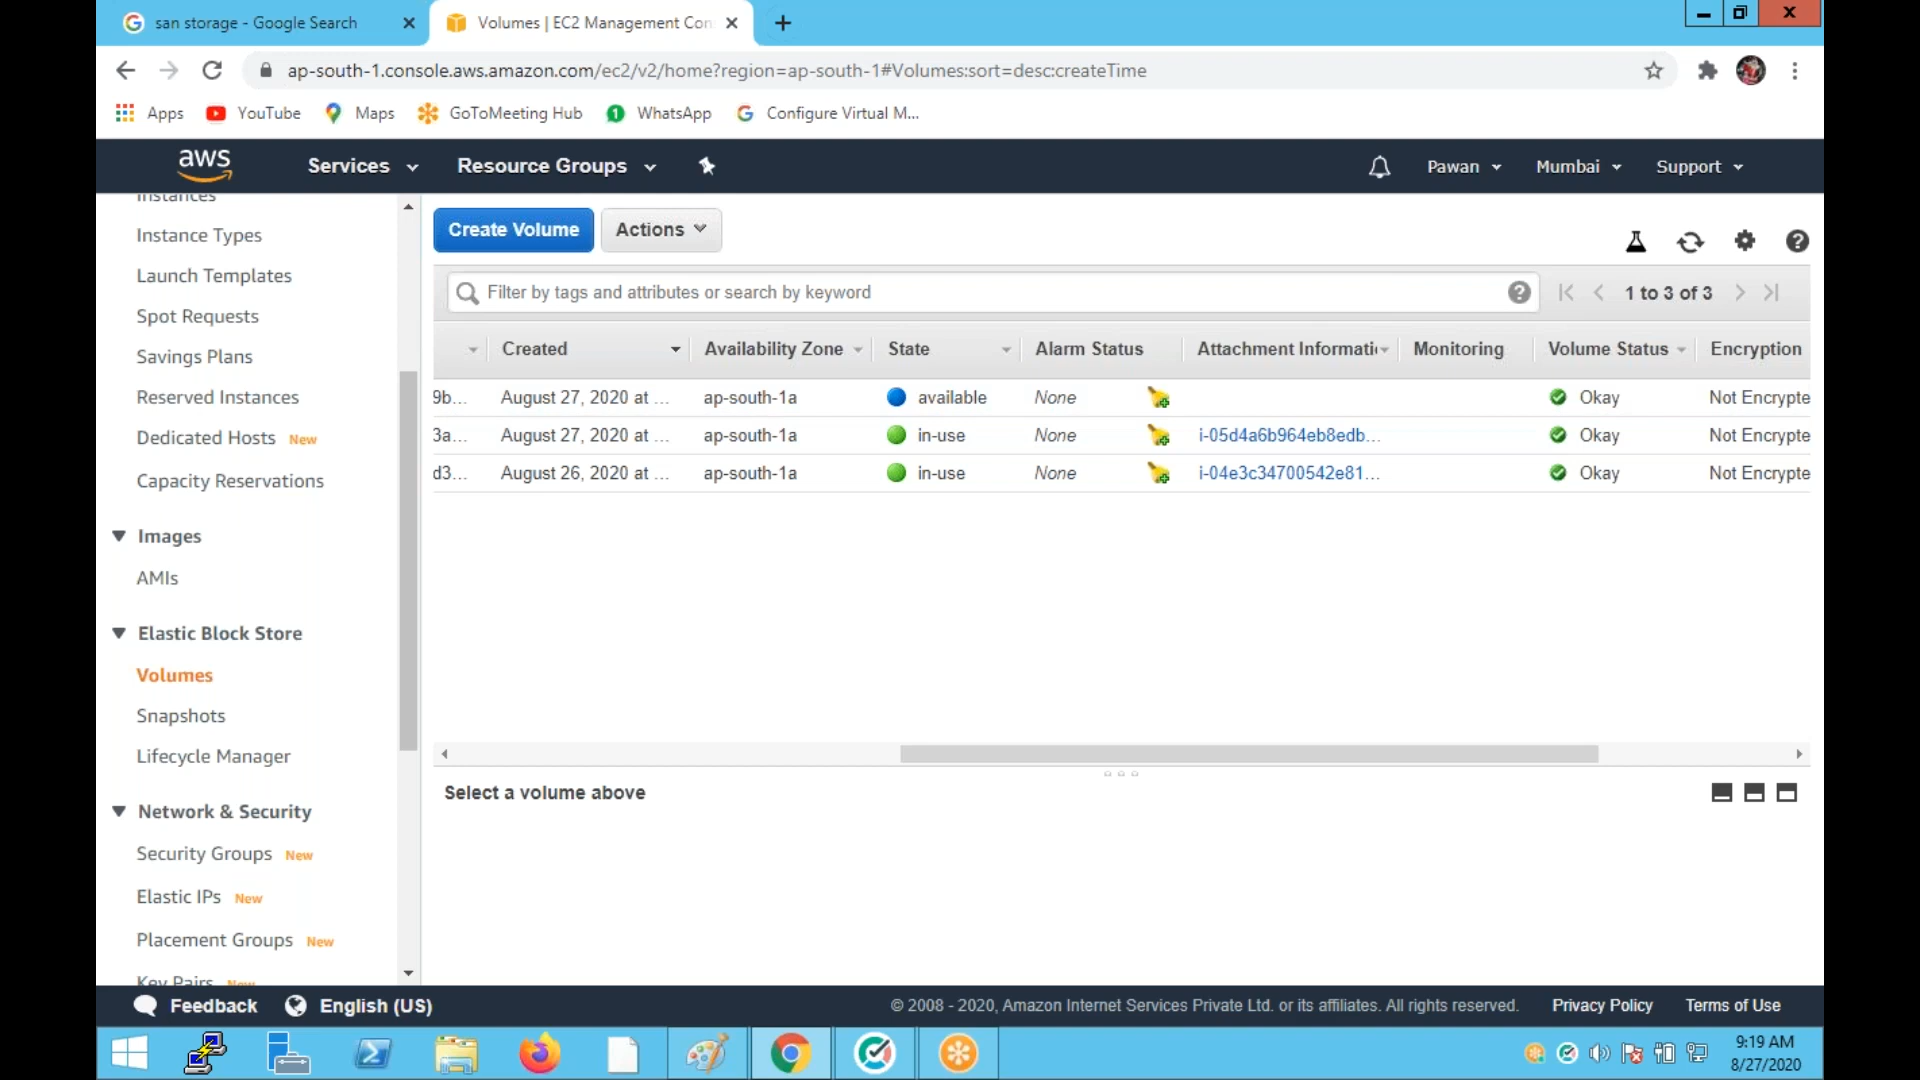 san storage - Google Search
Volumes | EC2 Management Con
ap-south-1.console.aws.amazon.com/ec2/v2/home?region=ap-south-1#Volumes:sort=desc:createTime
Apps YouTube Maps GoToMeeting Hub WhatsApp Configure Virtual M...
aws Services Resource Groups Pawan Mumbai Support
Instances
Instance Types
Launch Templates
Spot Requests
Savings Plans
Reserved Instances
Dedicated Hosts New
Capacity Reservations
Images
AMIs
Elastic Block Store
Volumes
Snapshots
Lifecycle Manager
Network & Security
Security Groups New
Elastic IPs New
Placement Groups New
Key Pairs New
Create Volume Actions
Filter by tags and attributes or search by keyword
1 to 3 of 3
Created Availability Zone State Alarm Status Attachment Informati Monitoring Volume Status Encryption
9b... August 27, 2020 at ... ap-south-1a available None Okay Not Encrypte
3a... August 27, 2020 at ... ap-south-1a in-use None i-05d4a6b964eb8edb... Okay Not Encrypte
d3... August 26, 2020 at ... ap-south-1a in-use None i-04e3c34700542e81... Okay Not Encrypte
Select a volume above
Feedback English (US)
© 2008 - 2020, Amazon Internet Services Private Ltd. or its affiliates. All rights reserved. Privacy Policy Terms of Use
9:19 AM
8/27/2020